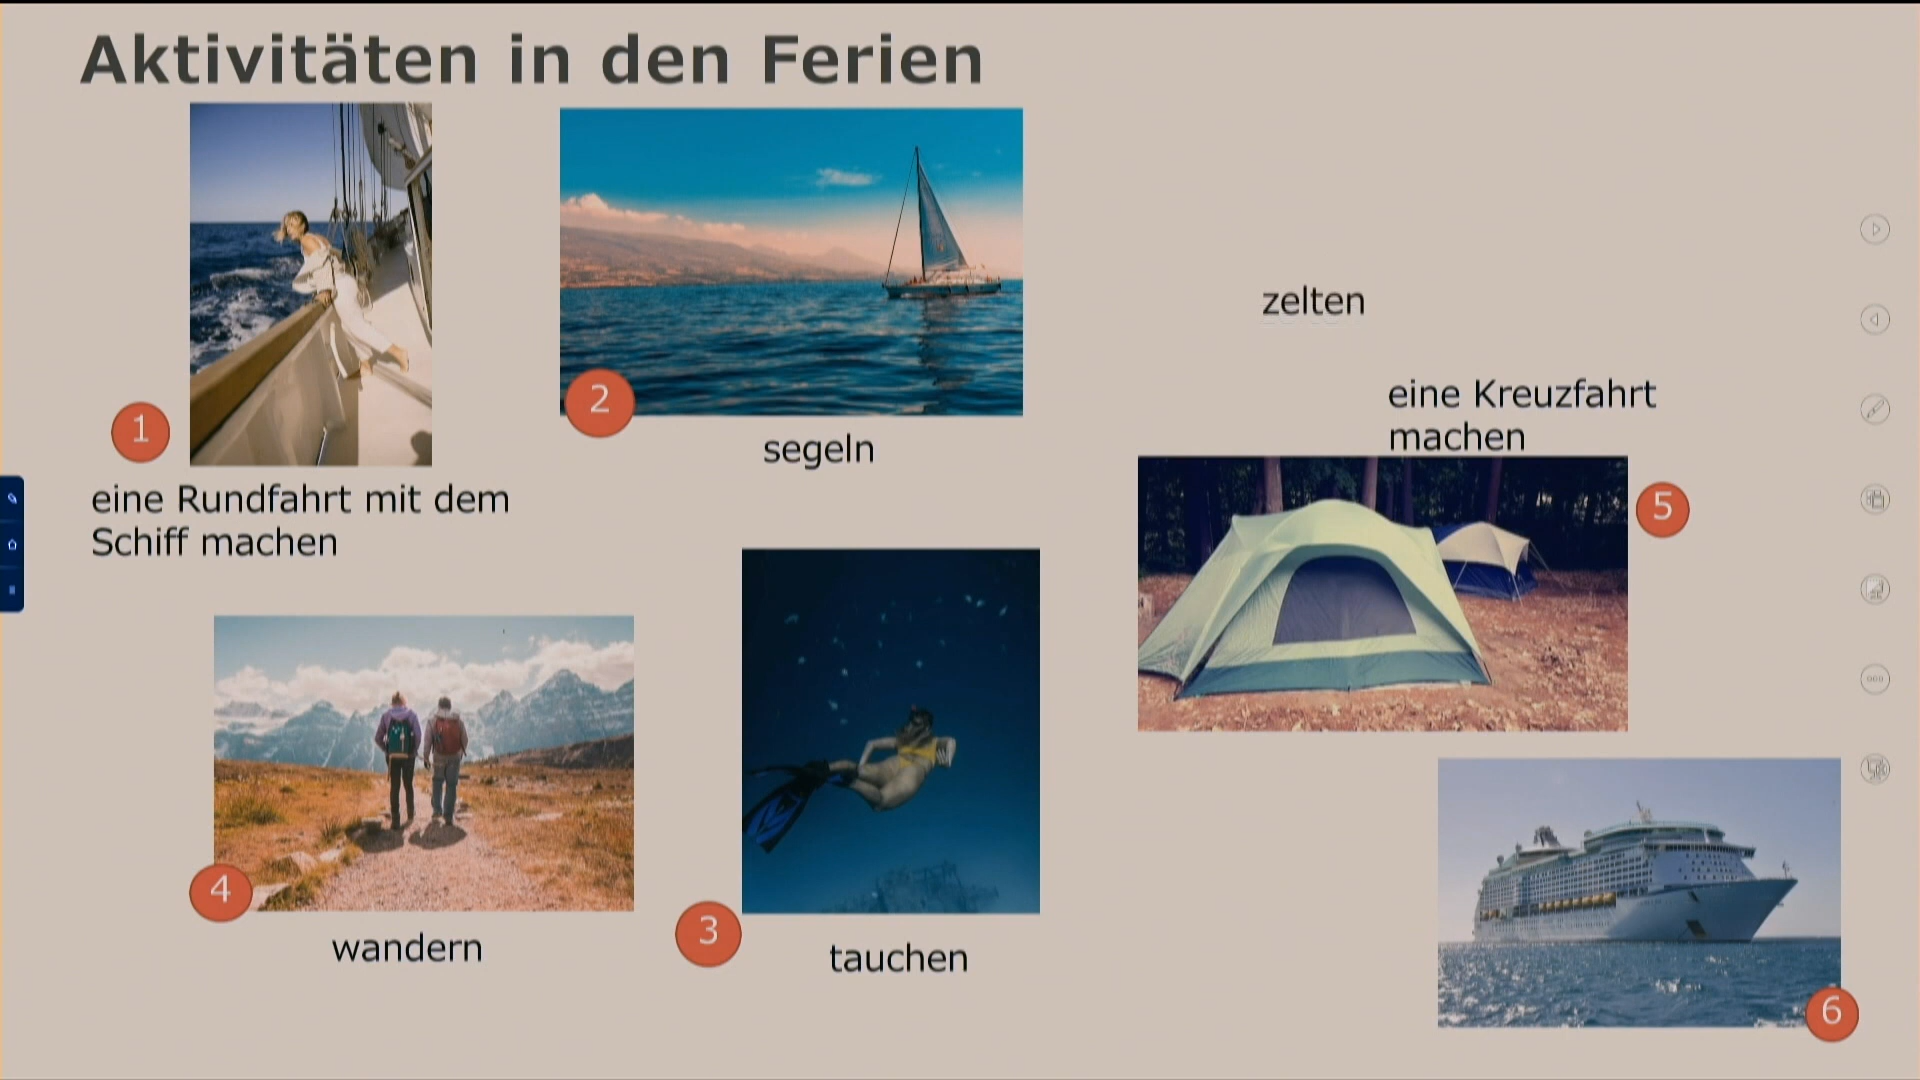 Aktivitäten in den Ferien
1
eine Rundfahrt mit dem
Schiff machen
2
segeln
zelten
eine Kreuzfahrt
machen
5
4
wandern
3
tauchen
6